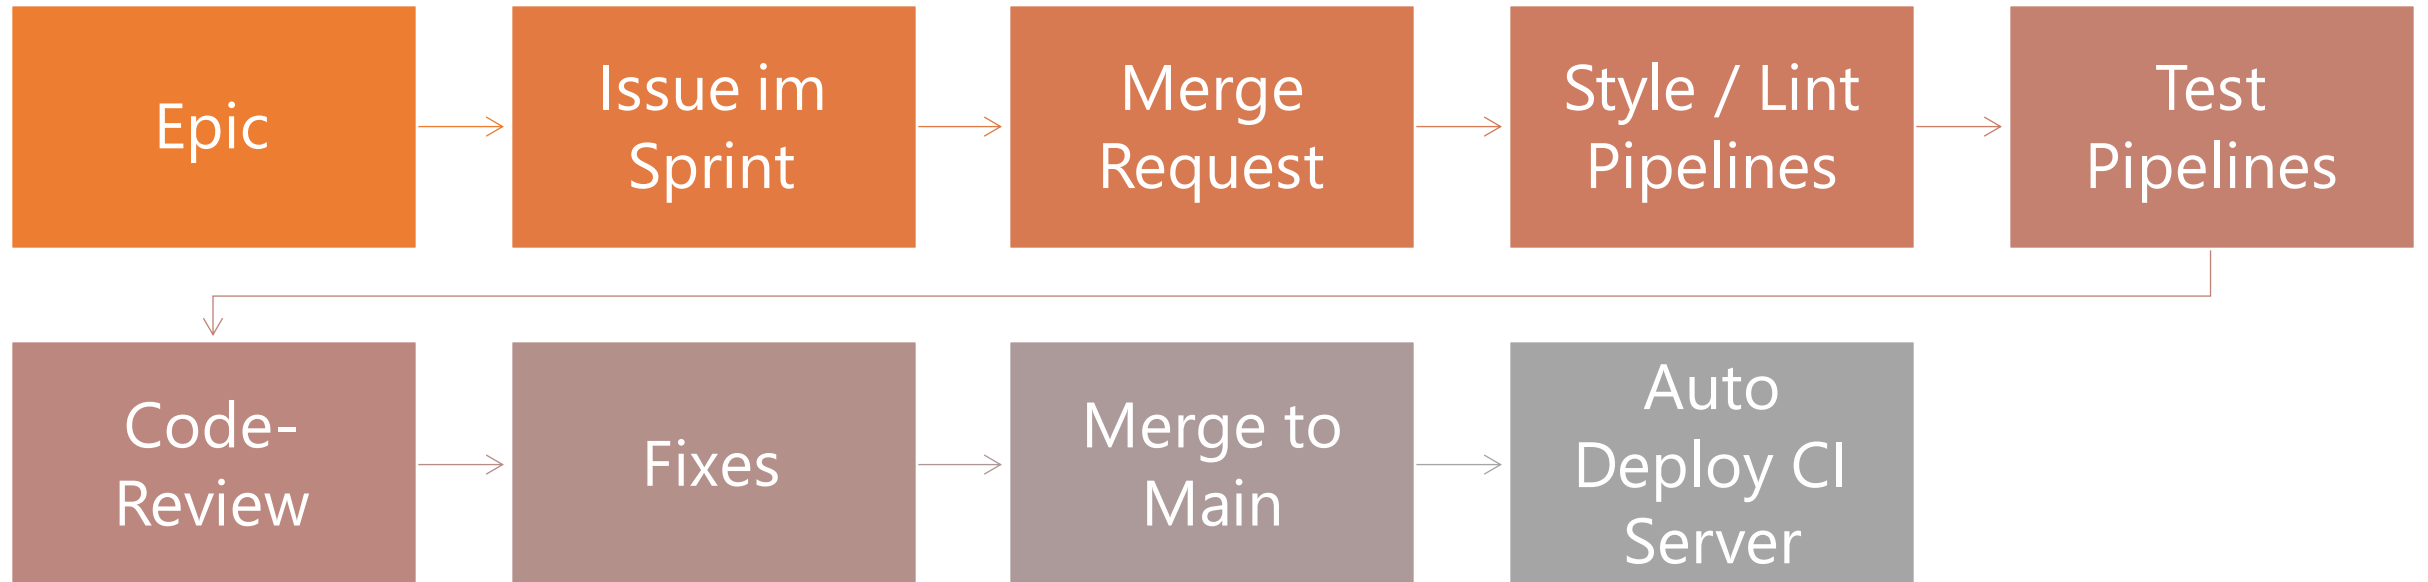 Epic
Issue im
Sprint
Merge
Request
Style / Lint
Pipelines
Test
Pipelines
Code-
Review
Fixes
Merge to
Main
Auto
Deploy CI
Server